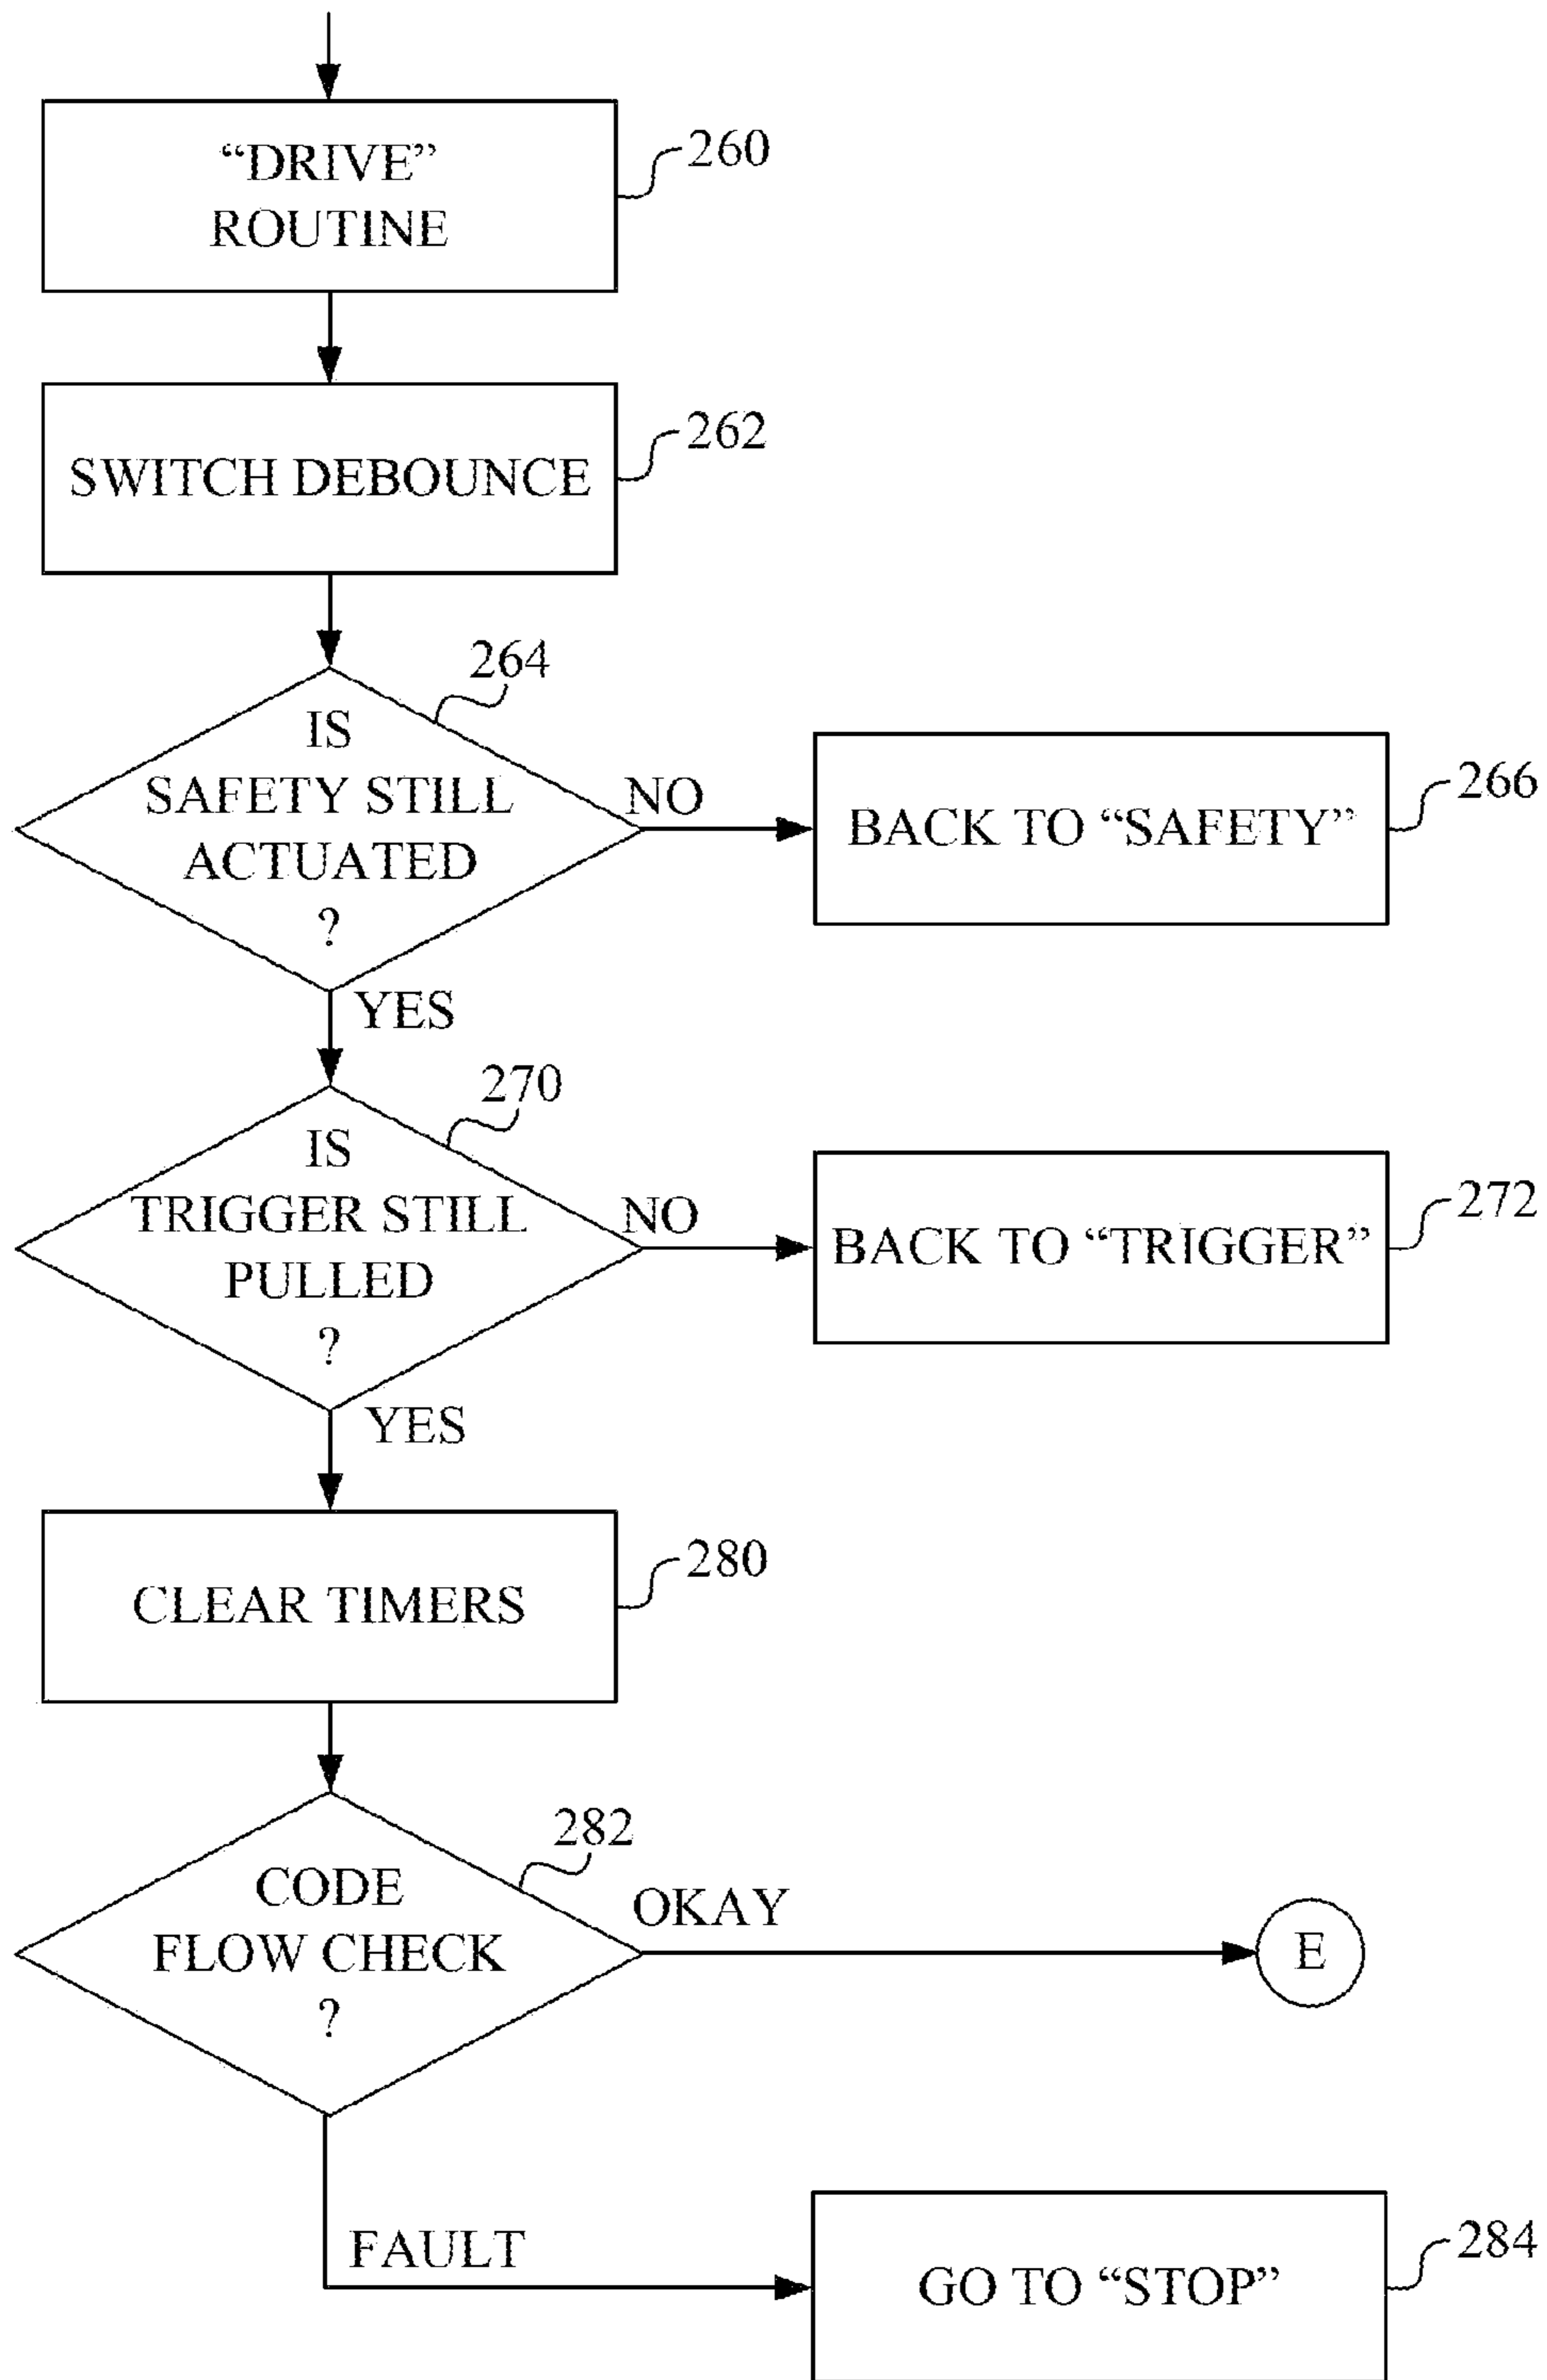 “DRIVE”
ROUTINE
260
SWITCH DEBOUNCE
262
264
IS
SAFETY STILL
ACTUATED
?
NO
BACK TO “SAFETY”
266
YES
270
IS
TRIGGER STILL
PULLED
?
NO
BACK TO “TRIGGER”
272
YES
CLEAR TIMERS
280
282
CODE
FLOW CHECK
?
OKAY
E
FAULT
GO TO “STOP”
284